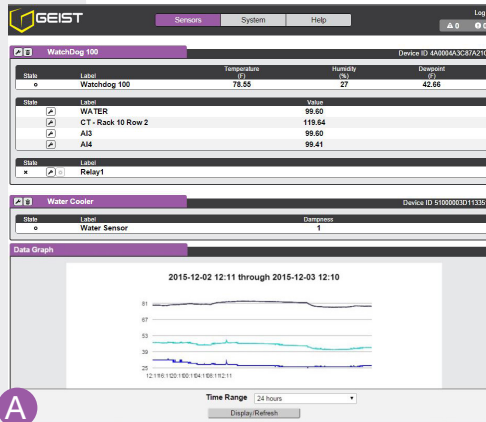 GEIST
Sensors System Help
Log
0 0
WatchDog 100
Device ID 4A0004A3C87A210
Temperature Humidity Dewpoint
State Label (F) (%) (F)
Watchdog 100 78.55 27 42.66
State Label Value
WATER 99.60
CT - Rack 10 Row 2 119.64
AI3 99.60
AI4 99.41
State Label
x Relay1
Water Cooler
Device ID 51000003D11335
State Label Dampness
Water Sensor 1
Data Graph
2015-12-02 12:11 through 2015-12-03 12:10
81
67
53
39
25
Time Range 24 hours
Display/Refresh
A